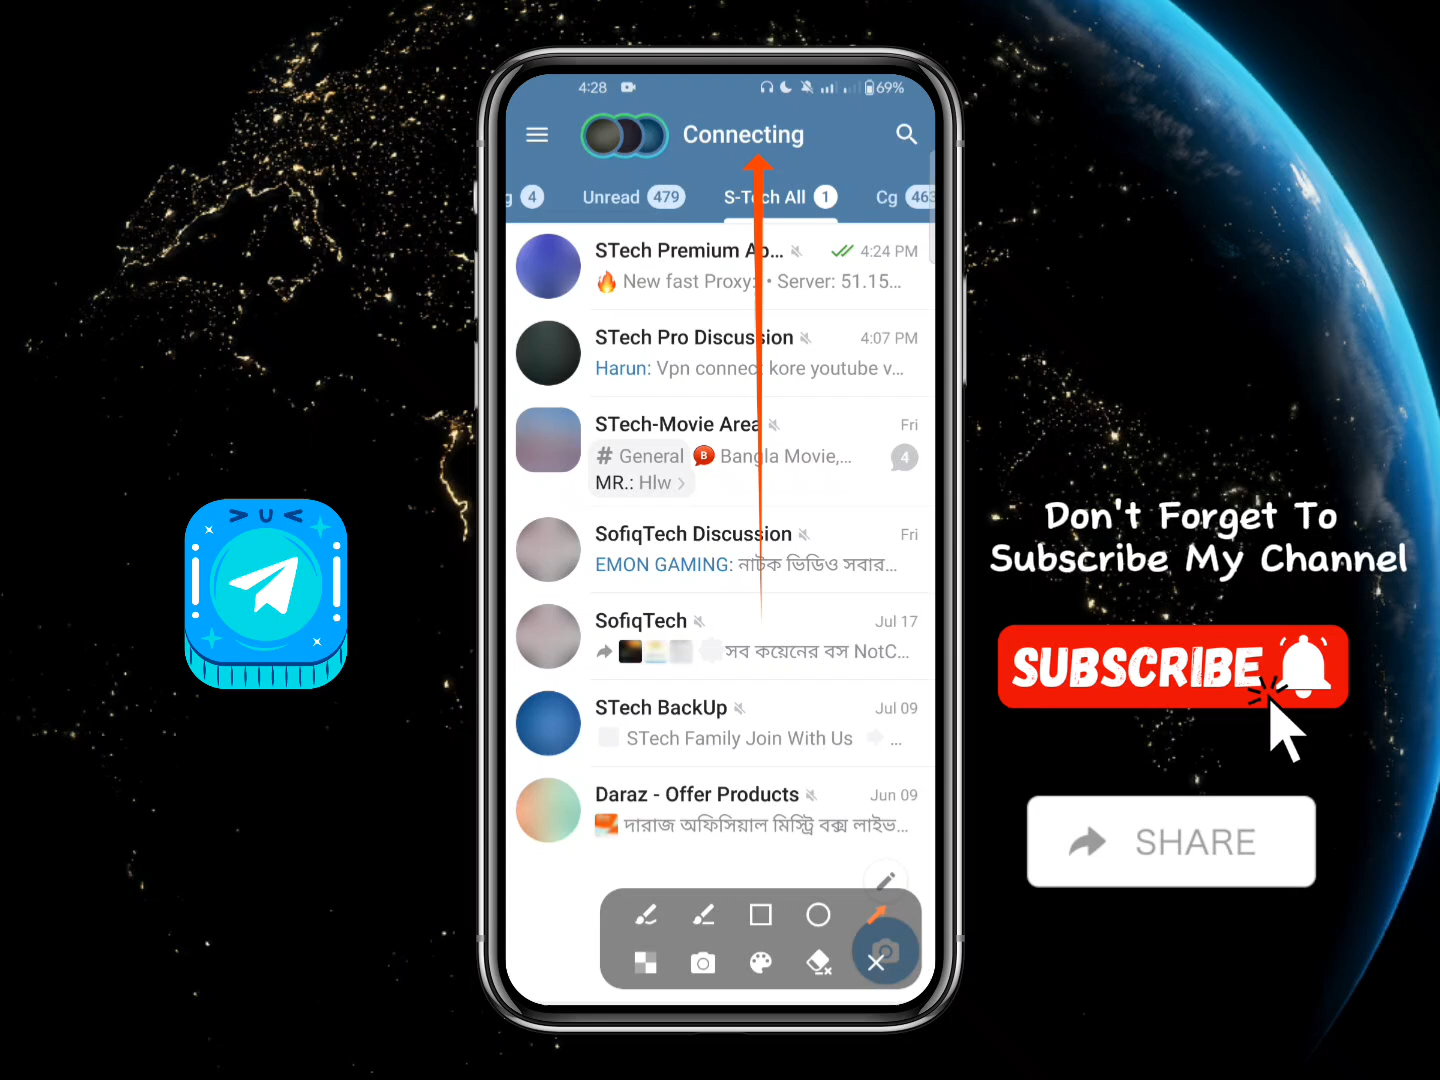 4:28
69%
Connecting
g 4 Unread 479 S-Tech All 1 Cg 463
STech Premium Ap... 4:24 PM
🔥 New fast Proxy: • Server: 51.15...
STech Pro Discussion 4:07 PM
Harun: Vpn connect kore youtube v...
STech-Movie Area Fri
# General B Bangla Movie,... 4
MR.: Hlw >
SofiqTech Discussion Fri
EMON GAMING: নাটক ভিডিও সবার...
SofiqTech Jul 17
সব কয়েনের বস NotC...
STech BackUp Jul 09
STech Family Join With Us ...
Daraz - Offer Products Jun 09
দারাজ অফিসিয়াল মিস্ট্রি বক্স লাইভ...
> U <
Don't Forget To
Subscribe My Channel
SUBSCRIBE
SHARE